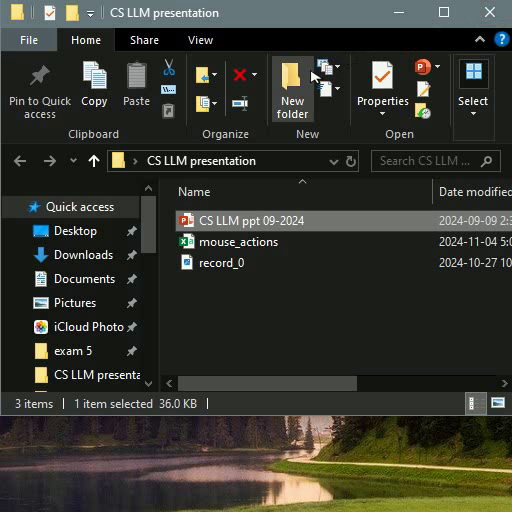 CS LLM presentation
File Home Share View
Pin to Quick access
Copy
Paste
New folder
Properties
Select
Clipboard Organize New Open
CS LLM presentation
Search CS LLM ...
Name Date modified
Quick access
Desktop
Downloads
Documents
Pictures
iCloud Photo
exam 5
CS LLM presenta
CS LLM ppt 09-2024 2024-09-09 2:3
mouse_actions 2024-11-04 5:0
record_0 2024-10-27 10
3 items 1 item selected 36.0 KB